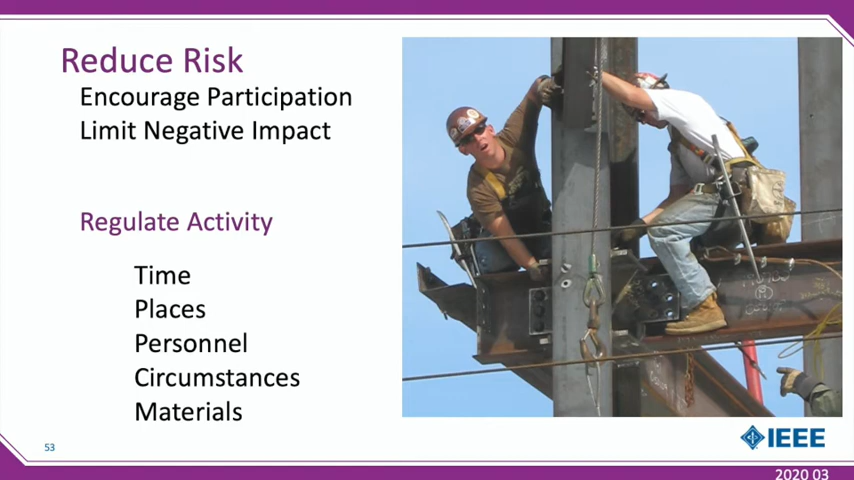 Reduce Risk
Encourage Participation
Limit Negative Impact
Regulate Activity
Time
Places
Personnel
Circumstances
Materials
53
IEEE
2020 03